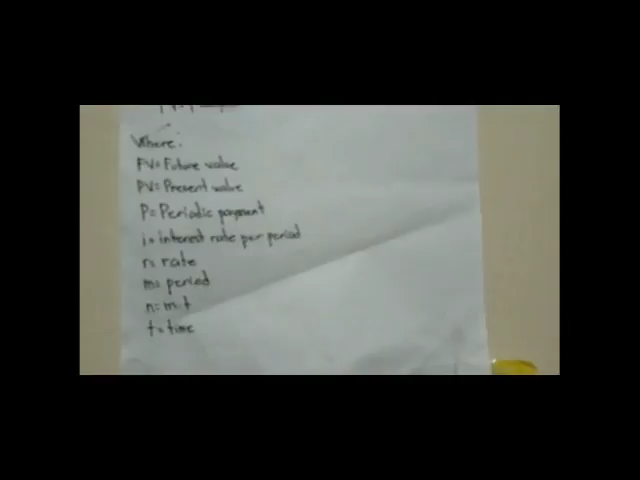 Where:
FV= Future value
PV= Present value
P= Periodic payment
i= interest rate per period
r= rate
m= period
n= m·t
t= time